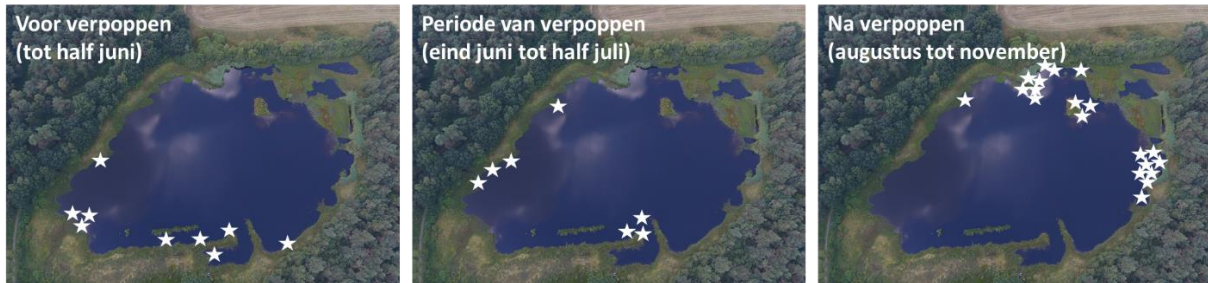 Voor verpoppen
(tot half juni)
Periode van verpoppen
(eind juni tot half juli)
Na verpoppen
(augustus tot november)